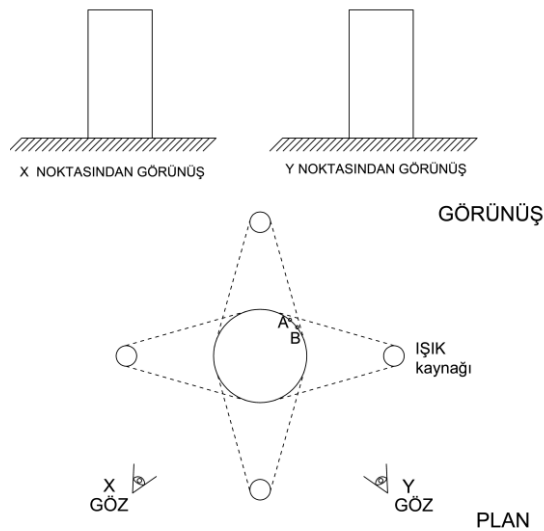 X NOKTASINDAN GÖRÜNÜŞ
Y NOKTASINDAN GÖRÜNÜŞ
GÖRÜNÜŞ
A
B
IŞIK
kaynağı
X
GÖZ
Y
GÖZ
PLAN